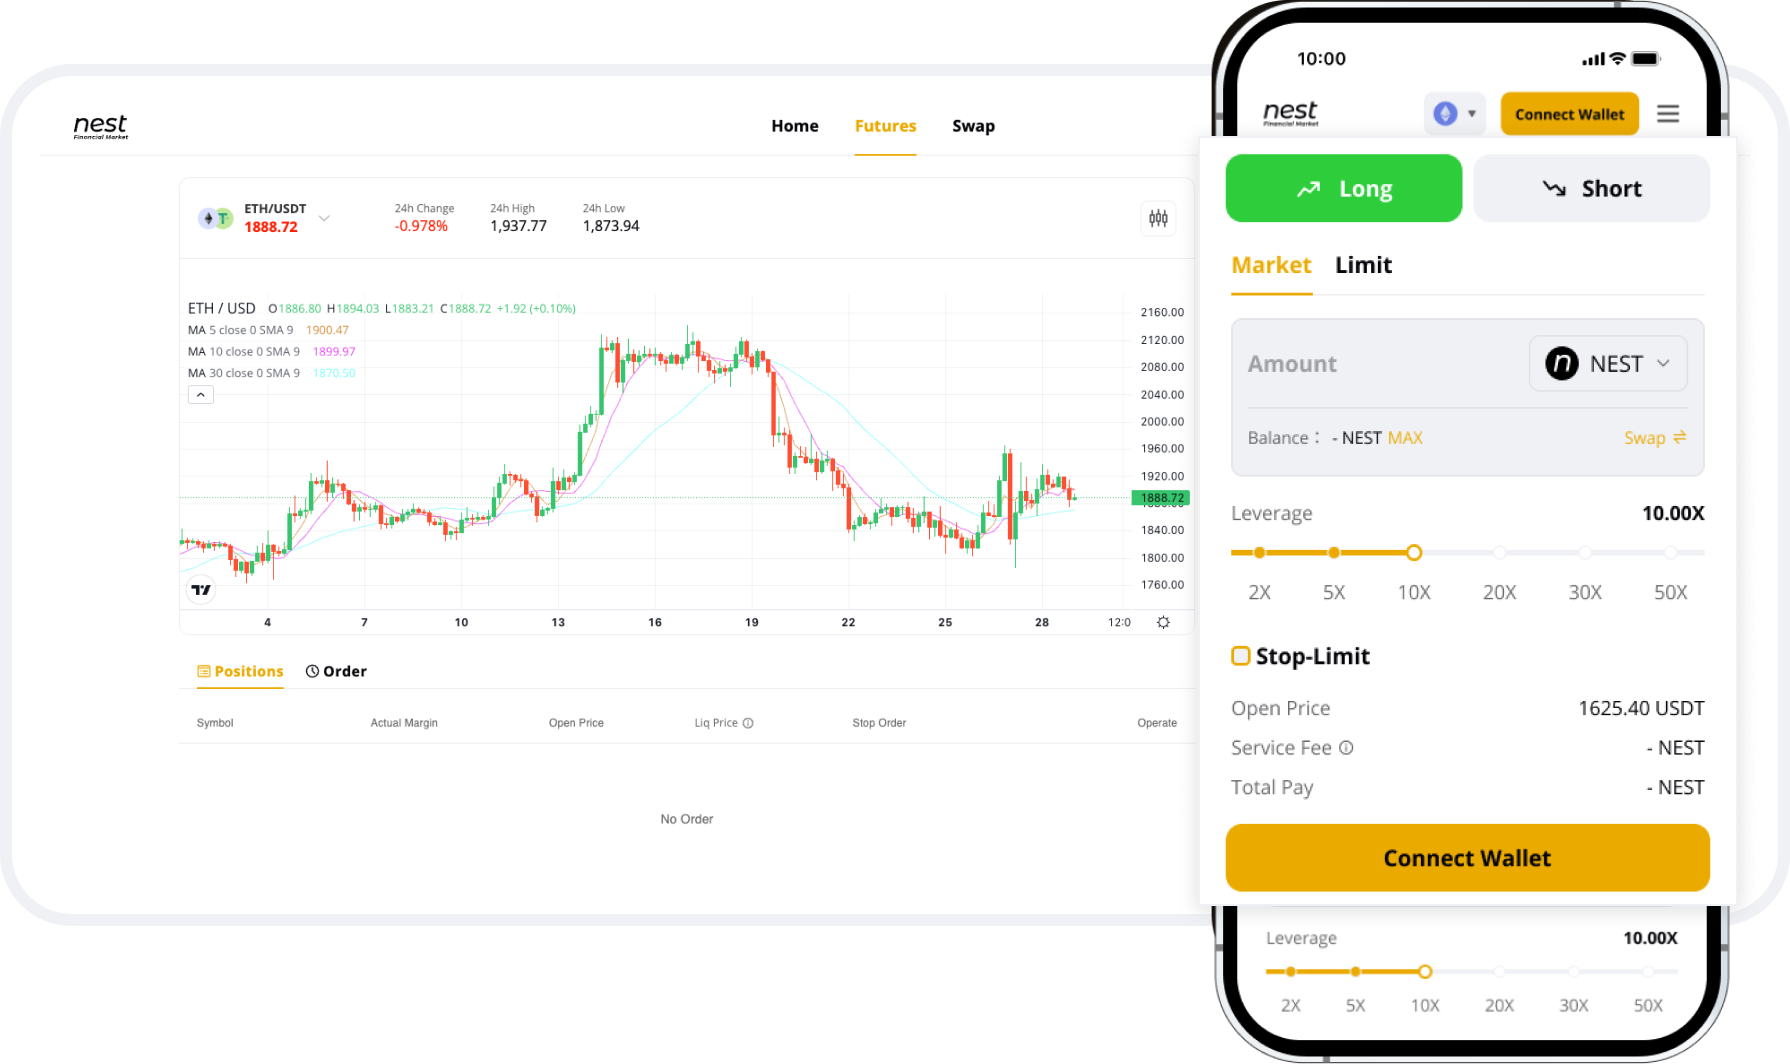 nest
Financial Market
Home Futures Swap
ETH/USDT
1888.72
24h Change
-0.978%
24h High
1,937.77
24h Low
1,873.94
ETH / USD O1886.80 H1894.03 L1883.21 C1888.72 +1.92 (+0.10%)
MA 5 close 0 SMA 9 1900.47
MA 10 close 0 SMA 9 1899.97
MA 30 close 0 SMA 9 1870.50
2160.00
2120.00
2080.00
2040.00
2000.00
1960.00
1920.00
1888.72
1840.00
1800.00
1760.00
4 7 10 13 16 19 22 25 28 12:0
Positions Order
Symbol Actual Margin Open Price Liq Price Stop Order Operate
No Order
10:00
nest
Financial Market
Connect Wallet
Long Short
Market Limit
Amount
n NEST
Balance : - NEST MAX Swap
Leverage 10.00X
2X 5X 10X 20X 30X 50X
Stop-Limit
Open Price 1625.40 USDT
Service Fee - NEST
Total Pay - NEST
Connect Wallet
Leverage 10.00X
2X 5X 10X 20X 30X 50X